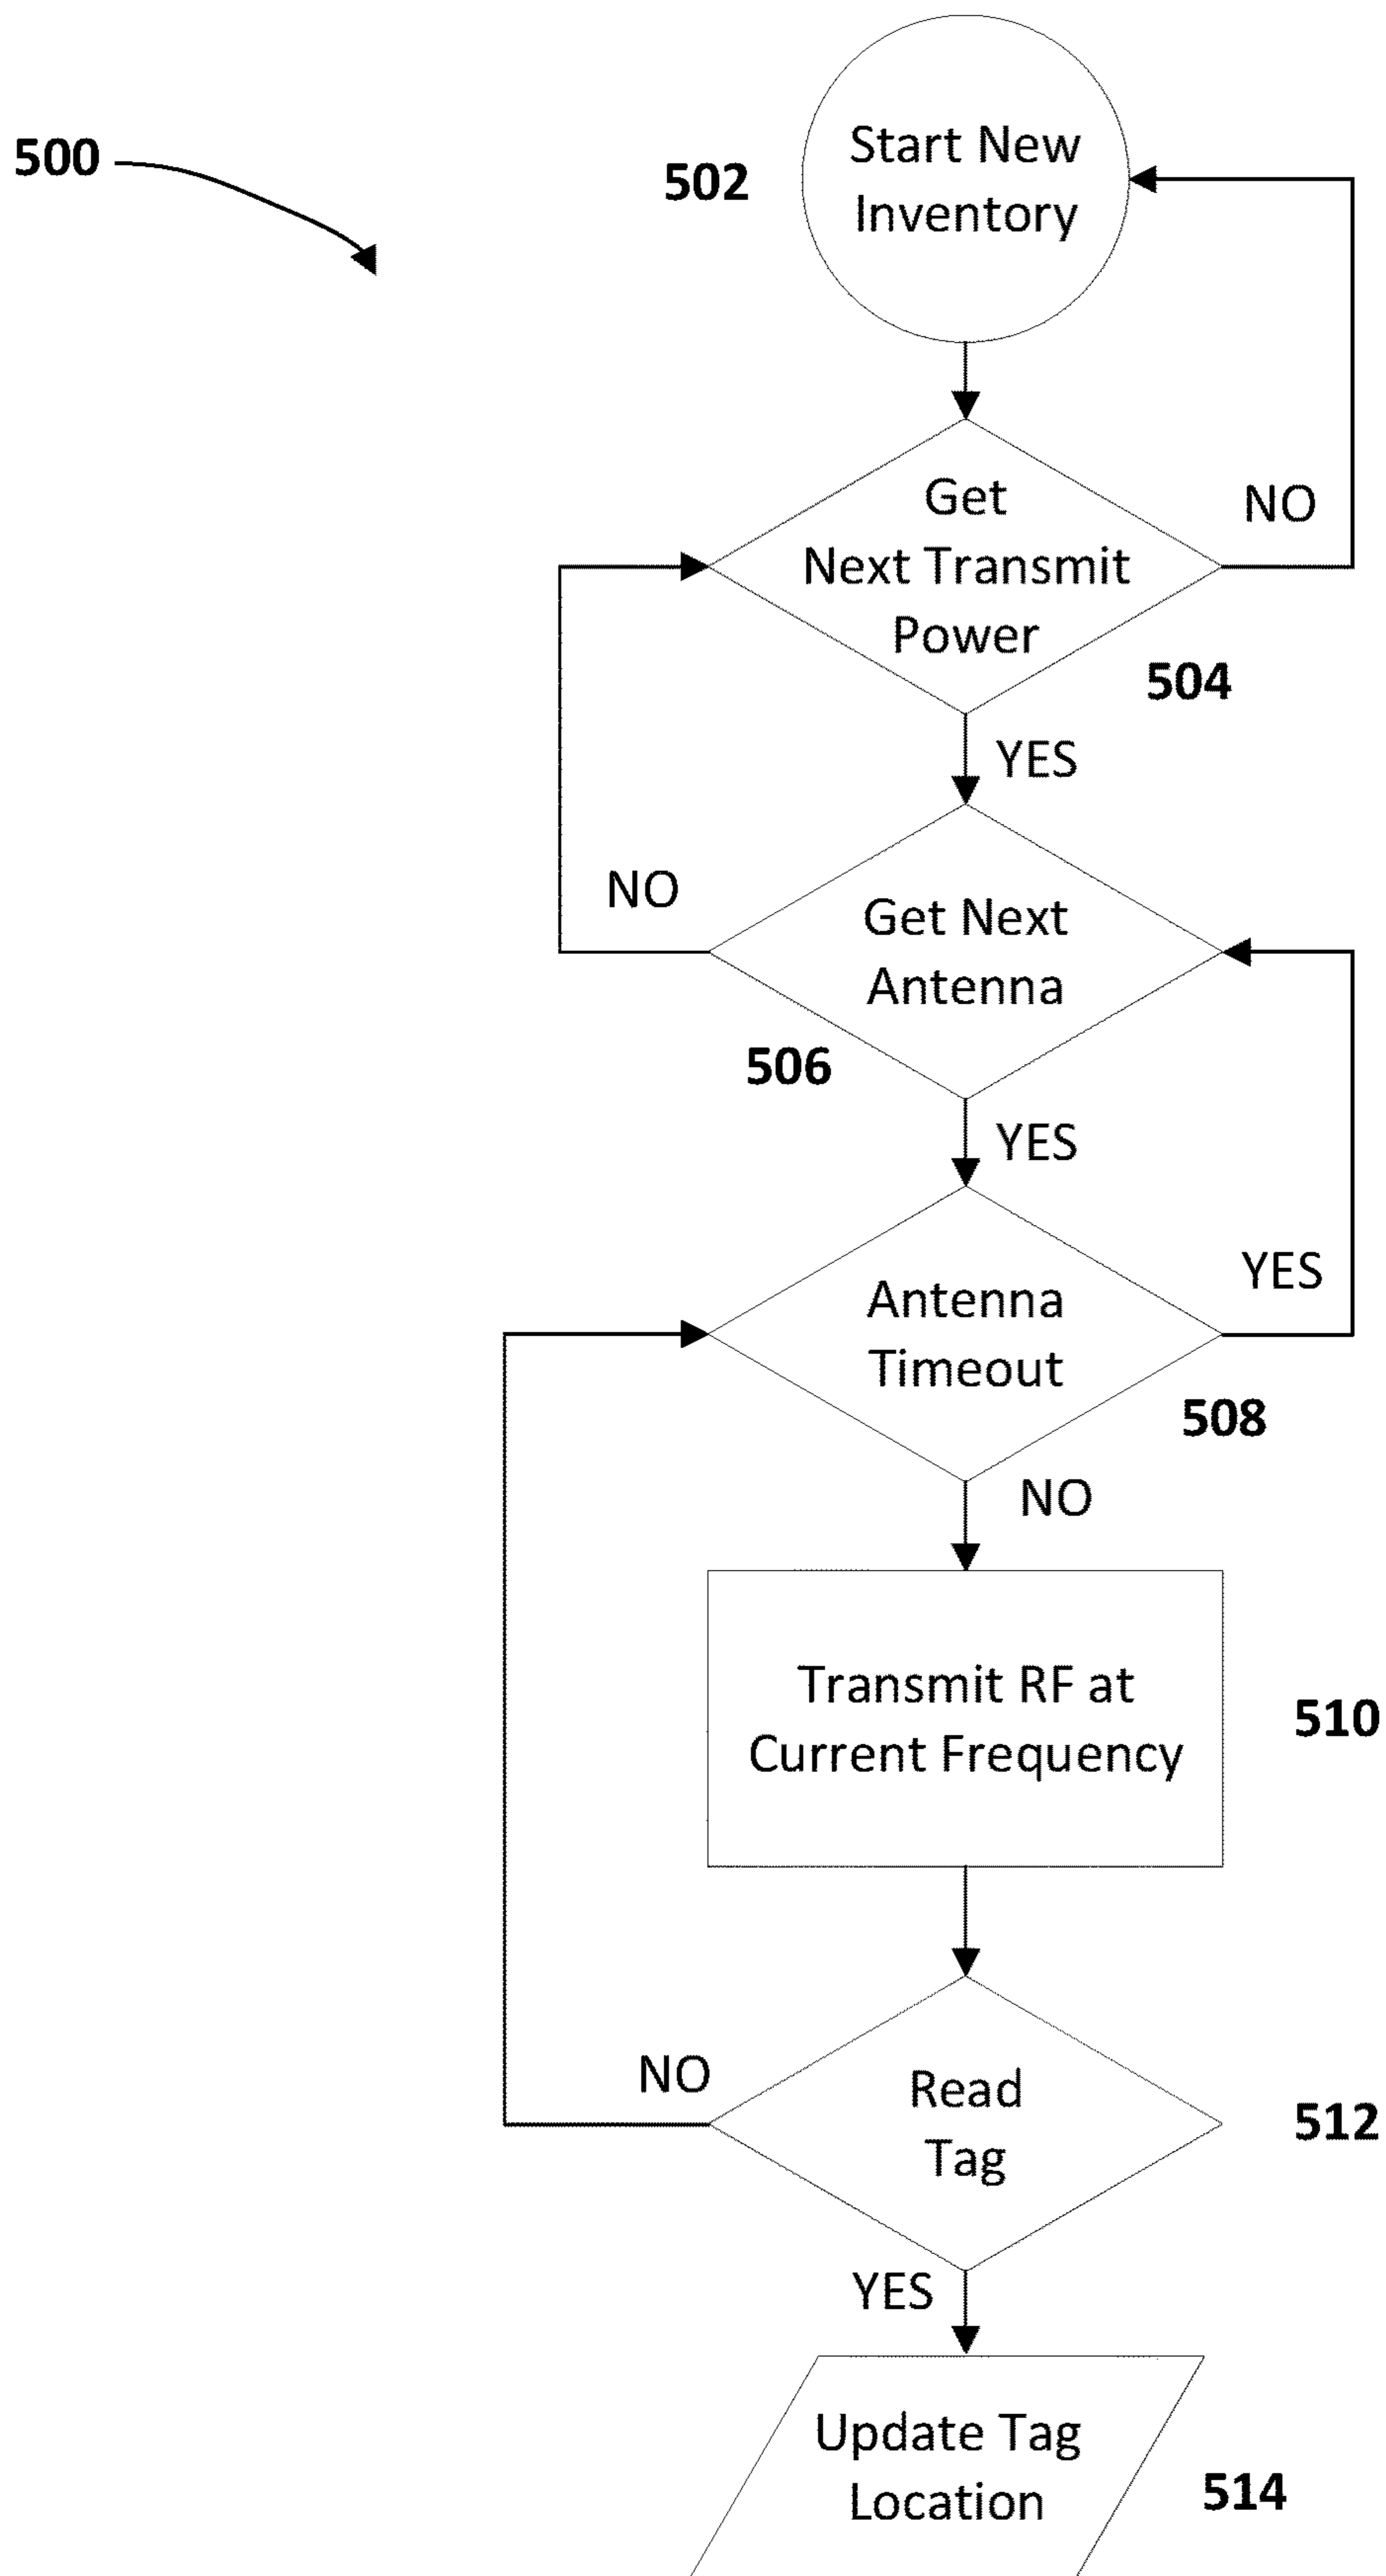 500
502
Start New
Inventory
Get
Next Transmit
Power
NO
504
YES
NO
Get Next
Antenna
506
YES
Antenna
Timeout
YES
508
NO
Transmit RF at
Current Frequency
510
NO
Read
Tag
512
YES
Update Tag
Location
514